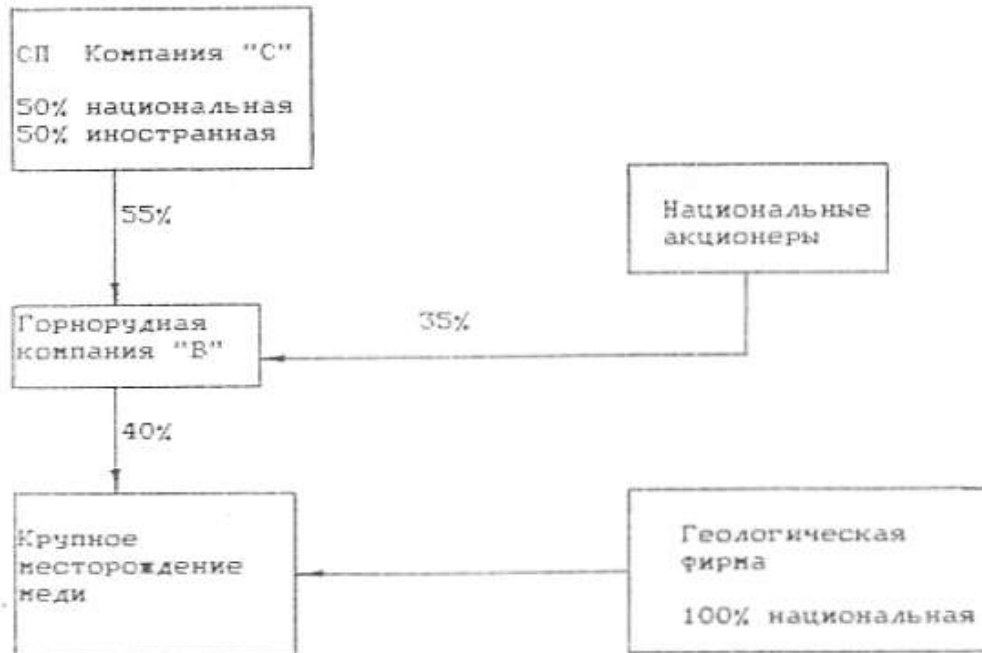 СП Компания "С"
50% национальная
50% иностранная
55%
Национальные
акционеры
Горнорудная
компания "В"
35%
40%
Крупное
месторождение
меди
Геологическая
фирма
100% национальная